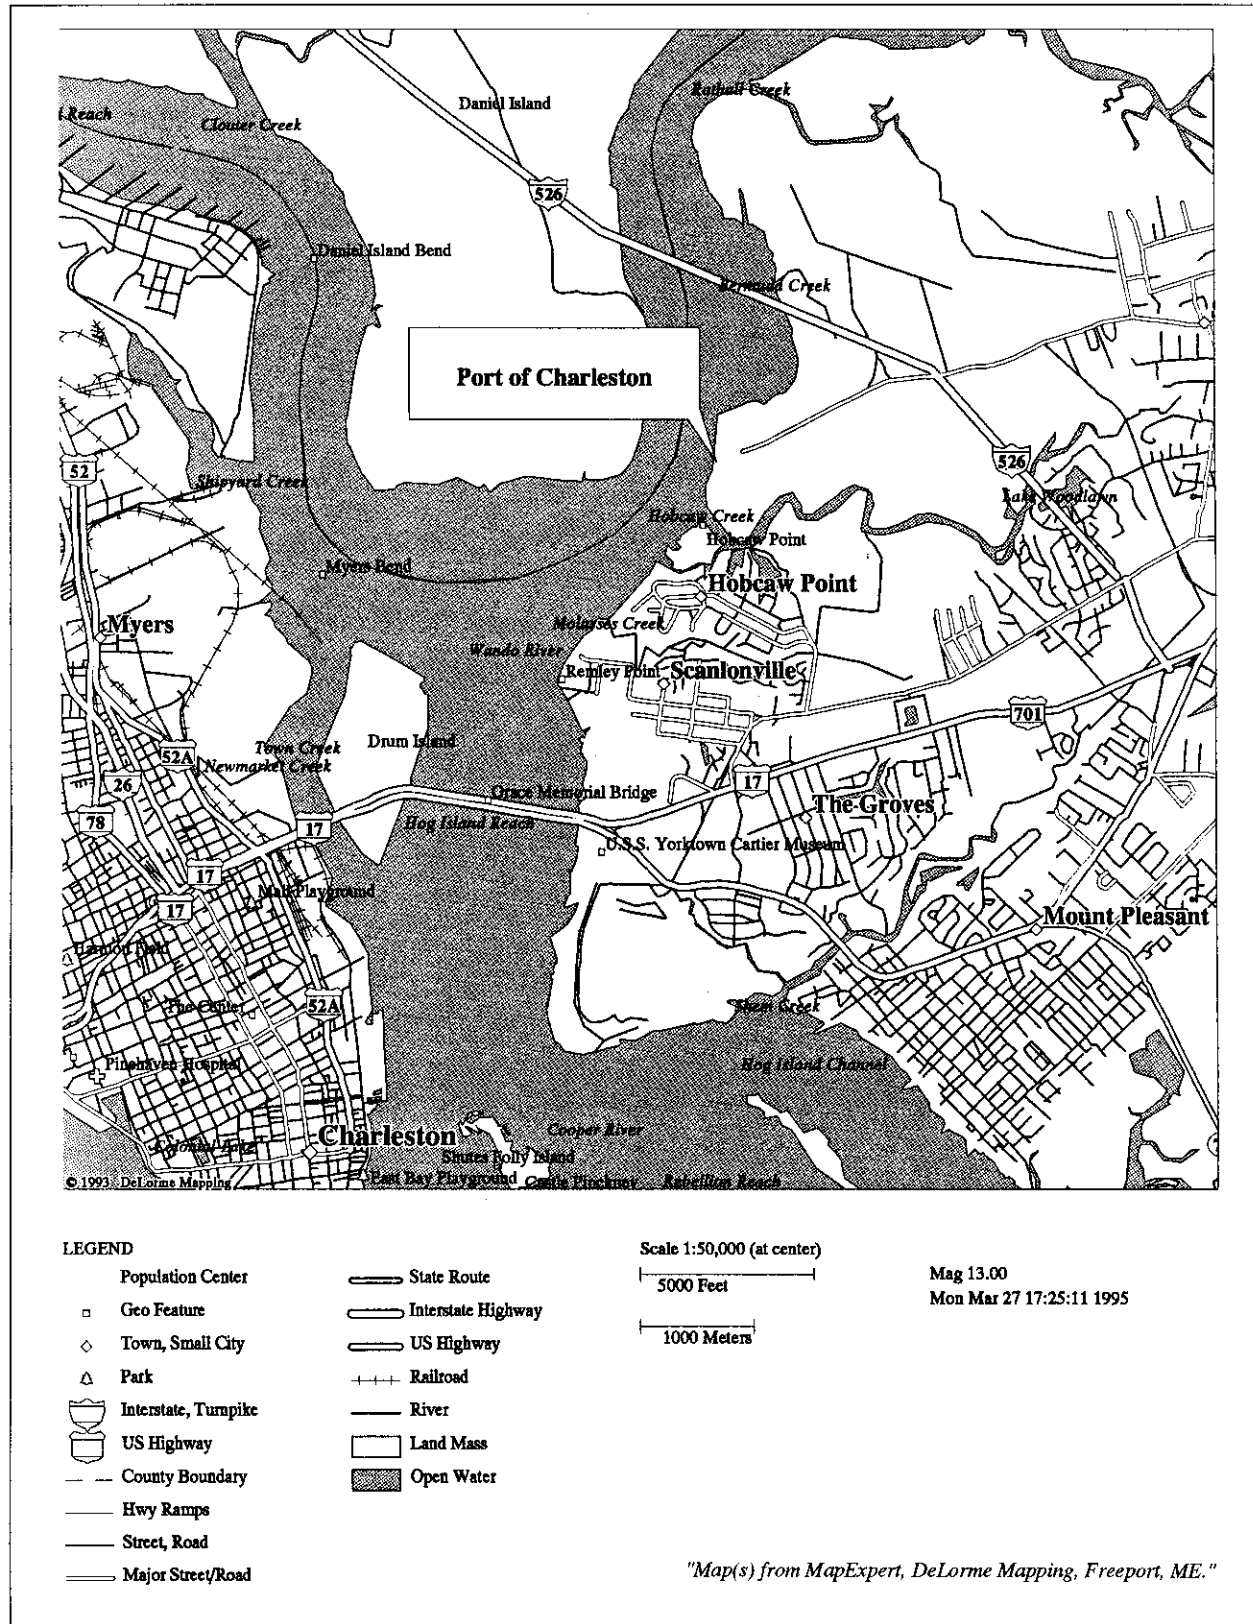 Rathall Creek
Daniel Island
Reach
Clouter Creek
526
Daniel Island Bend
Bermuda Creek
Port of Charleston
52
526
Shipyard Creek
Lake Woodlawn
Hobcaw Creek
Hobcaw Point
Myers Bend
Hobcaw Point
Myers
Molasses Creek
Wando River
Remley Point
Scanlonville
701
Drum Island
Town Creek
52A
Newmarket Creek
26
17
Grace Memorial Bridge
The Groves
78
17
Hog Island Reach
U.S.S. Yorktown Cartier Museum
17
Mall Playground
17
Mount Pleasant
Harmon Field
The Center
52A
Shem Creek
Pinehaven Hospital
Hog Island Channel
Cooper River
Charleston
Colonial Lake
Shutes Folly Island
East Bay Playground
Castle Pinckney
Rebellion Reach
© 1993 DeLorme Mapping
LEGEND
Population Center
Geo Feature
Town, Small City
Park
Interstate, Turnpike
US Highway
County Boundary
Hwy Ramps
Street, Road
Major Street/Road
State Route
Interstate Highway
US Highway
Railroad
River
Land Mass
Open Water
Scale 1:50,000 (at center)
5000 Feet
1000 Meters
Mag 13.00
Mon Mar 27 17:25:11 1995
"Map(s) from MapExpert, DeLorme Mapping, Freeport, ME."